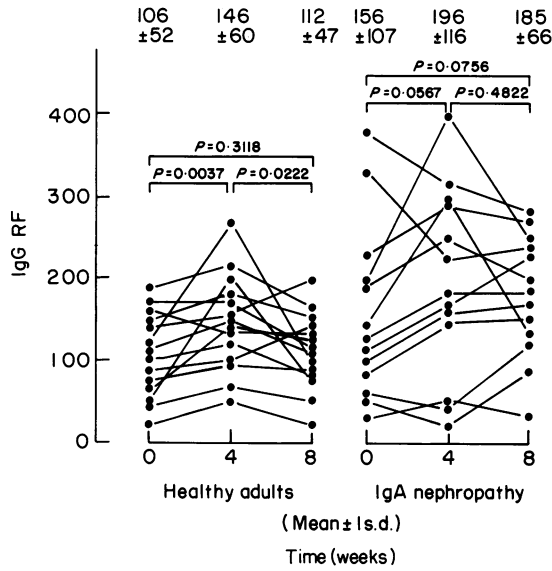 106 146 112 156 196 185
±52 ±60 ±47 ±107 ±116 ±66
P=0·0756
P=0·0567 P=0·4822
P=0·3118
P=0·0037 P=0·0222
IgG RF
400
300
200
100
0
0 4 8 0 4 8
Healthy adults IgA nephropathy
(Mean ± 1s.d.)
Time (weeks)